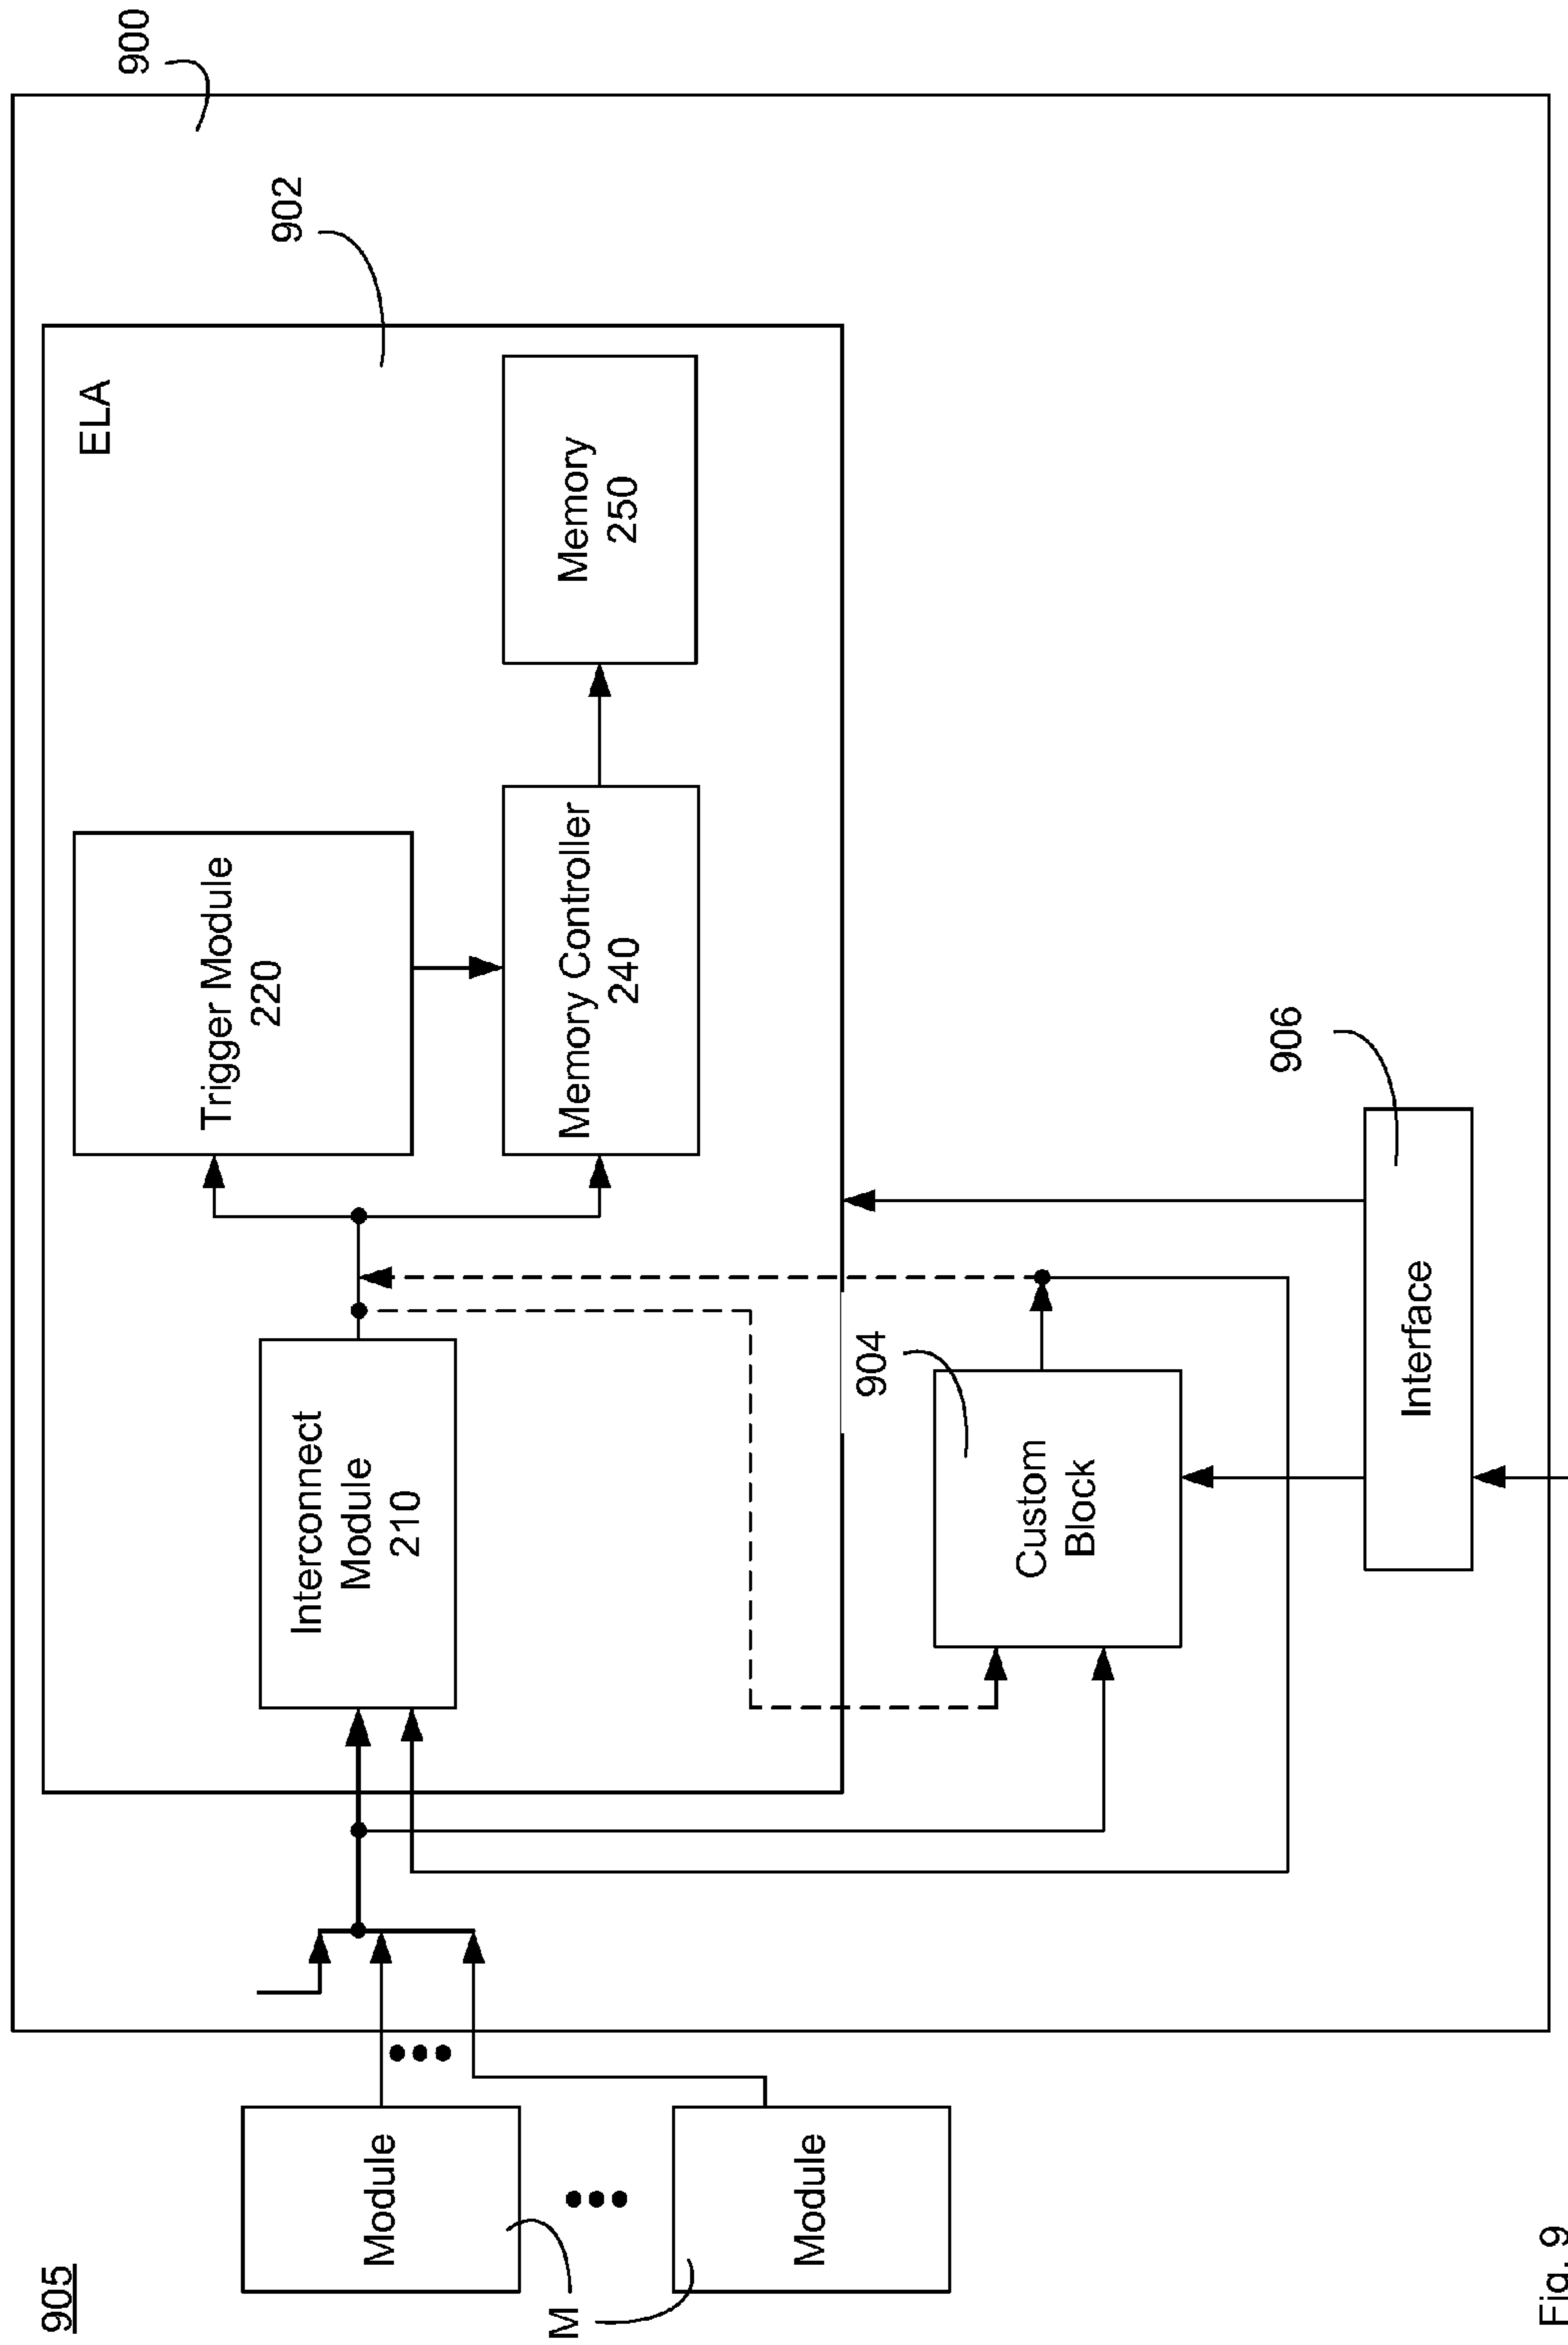 905
900
902
ELA
Trigger Module
220
Interconnect
Module
210
Memory Controller
240
Memory
250
Module
M
Module
904
Custom
Block
906
Interface
Fig. 9